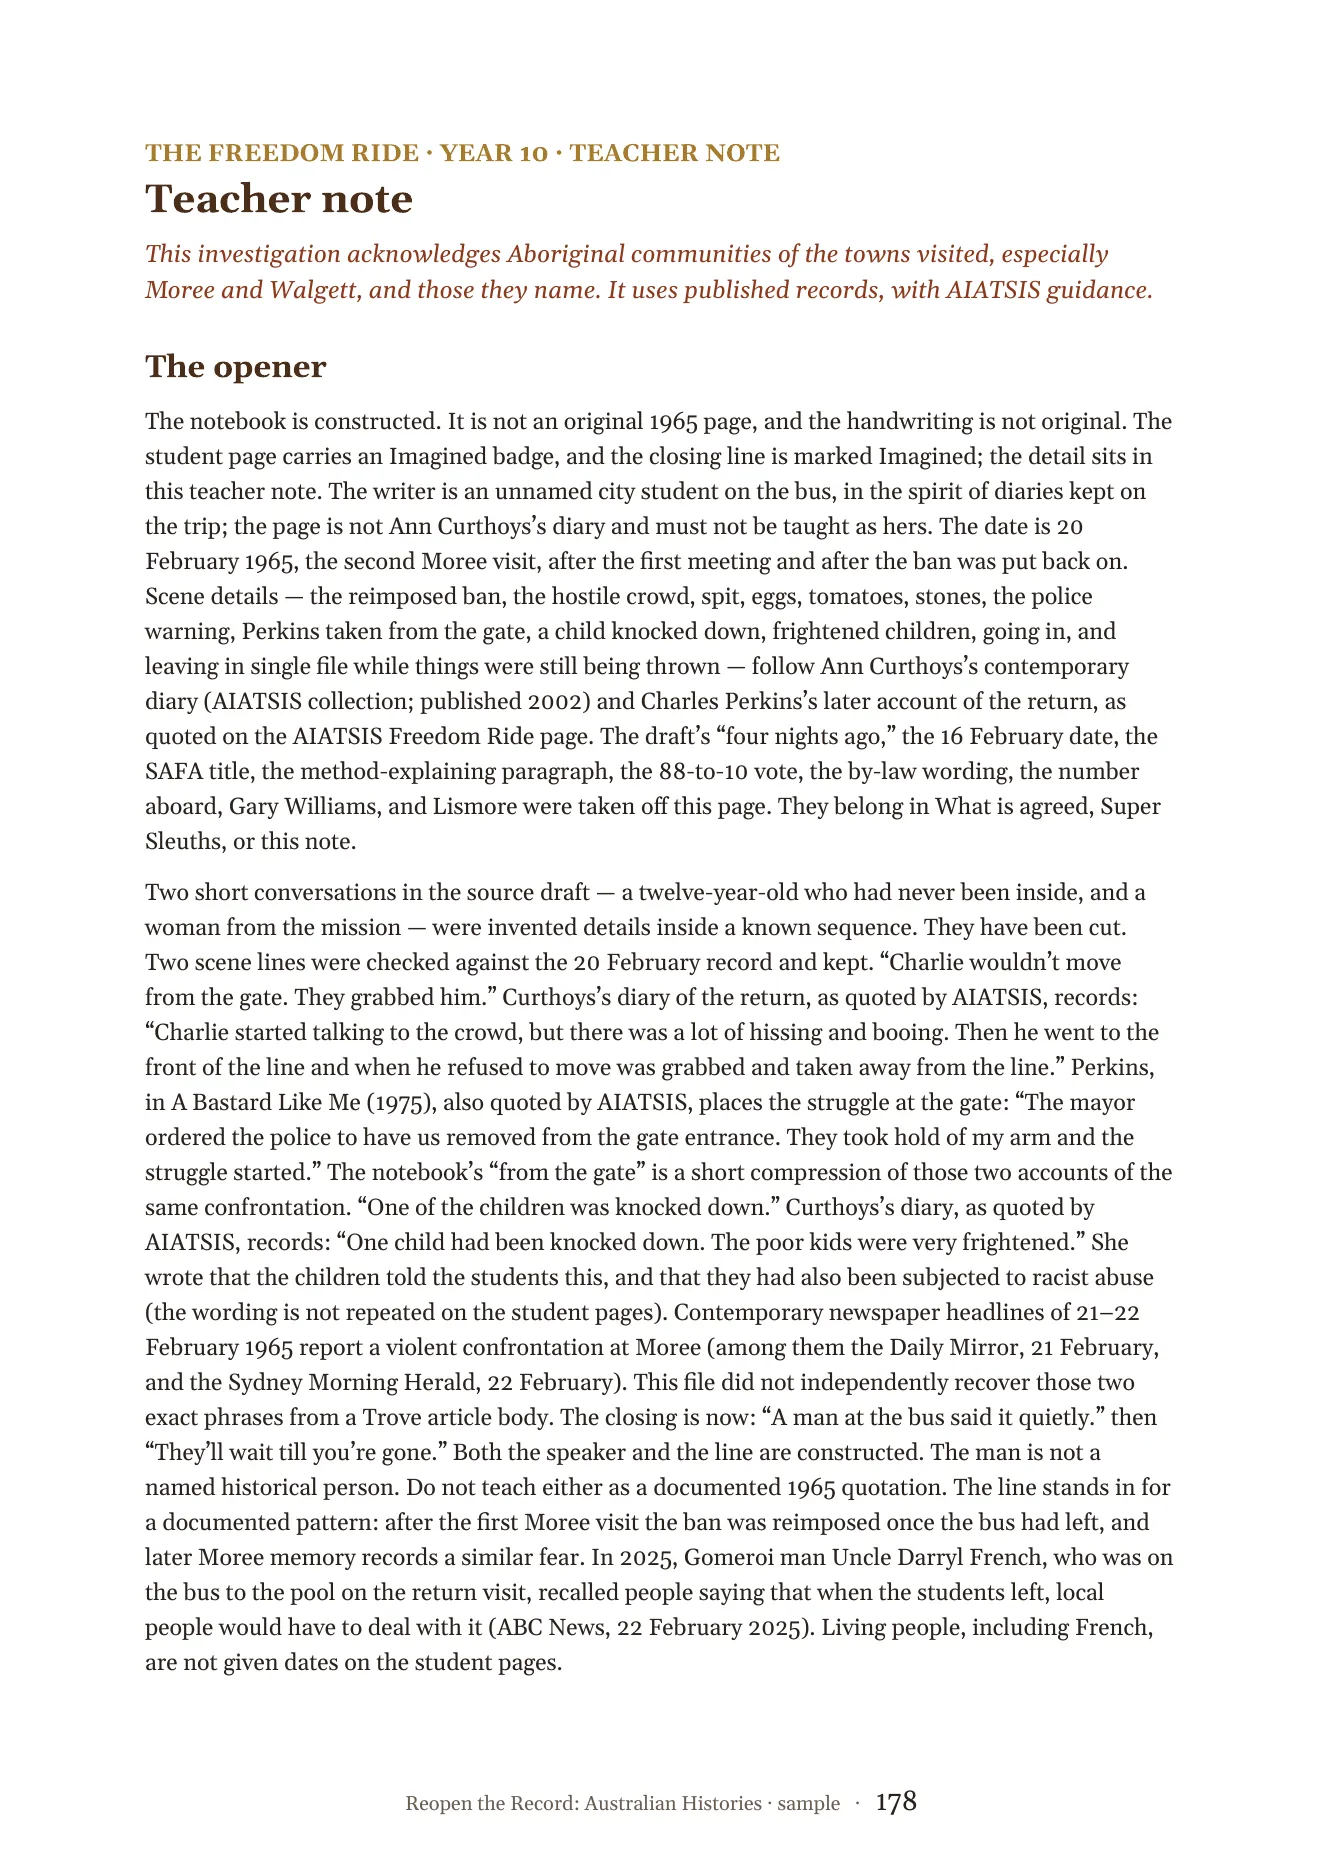 THE FREEDOM RIDE · YEAR 10 · TEACHER NOTE
Teacher note
This investigation acknowledges Aboriginal communities of the towns visited, especially
Moree and Walgett, and those they name. It uses published records, with AIATSIS guidance.
The opener
The notebook is constructed. It is not an original 1965 page, and the handwriting is not original. The
student page carries an Imagined badge, and the closing line is marked Imagined; the detail sits in
this teacher note. The writer is an unnamed city student on the bus, in the spirit of diaries kept on
the trip; the page is not Ann Curthoys’s diary and must not be taught as hers. The date is 20
February 1965, the second Moree visit, after the first meeting and after the ban was put back on.
Scene details — the reimposed ban, the hostile crowd, spit, eggs, tomatoes, stones, the police
warning, Perkins taken from the gate, a child knocked down, frightened children, going in, and
leaving in single file while things were still being thrown — follow Ann Curthoys’s contemporary
diary (AIATSIS collection; published 2002) and Charles Perkins’s later account of the return, as
quoted on the AIATSIS Freedom Ride page. The draft’s “four nights ago,” the 16 February date, the
SAFA title, the method-explaining paragraph, the 88-to-10 vote, the by-law wording, the number
aboard, Gary Williams, and Lismore were taken off this page. They belong in What is agreed, Super
Sleuths, or this note.
Two short conversations in the source draft — a twelve-year-old who had never been inside, and a
woman from the mission — were invented details inside a known sequence. They have been cut.
Two scene lines were checked against the 20 February record and kept. “Charlie wouldn’t move
from the gate. They grabbed him.” Curthoys’s diary of the return, as quoted by AIATSIS, records:
“Charlie started talking to the crowd, but there was a lot of hissing and booing. Then he went to the
front of the line and when he refused to move was grabbed and taken away from the line.” Perkins,
in A Bastard Like Me (1975), also quoted by AIATSIS, places the struggle at the gate: “The mayor
ordered the police to have us removed from the gate entrance. They took hold of my arm and the
struggle started.” The notebook’s “from the gate” is a short compression of those two accounts of the
same confrontation. “One of the children was knocked down.” Curthoys’s diary, as quoted by
AIATSIS, records: “One child had been knocked down. The poor kids were very frightened.” She
wrote that the children told the students this, and that they had also been subjected to racist abuse
(the wording is not repeated on the student pages). Contemporary newspaper headlines of 21–22
February 1965 report a violent confrontation at Moree (among them the Daily Mirror, 21 February,
and the Sydney Morning Herald, 22 February). This file did not independently recover those two
exact phrases from a Trove article body. The closing is now: “A man at the bus said it quietly.” then
“They’ll wait till you’re gone.” Both the speaker and the line are constructed. The man is not a
named historical person. Do not teach either as a documented 1965 quotation. The line stands in for
a documented pattern: after the first Moree visit the ban was reimposed once the bus had left, and
later Moree memory records a similar fear. In 2025, Gomeroi man Uncle Darryl French, who was on
the bus to the pool on the return visit, recalled people saying that when the students left, local
people would have to deal with it (ABC News, 22 February 2025). Living people, including French,
are not given dates on the student pages.
Reopen the Record: Australian Histories · sample · 178